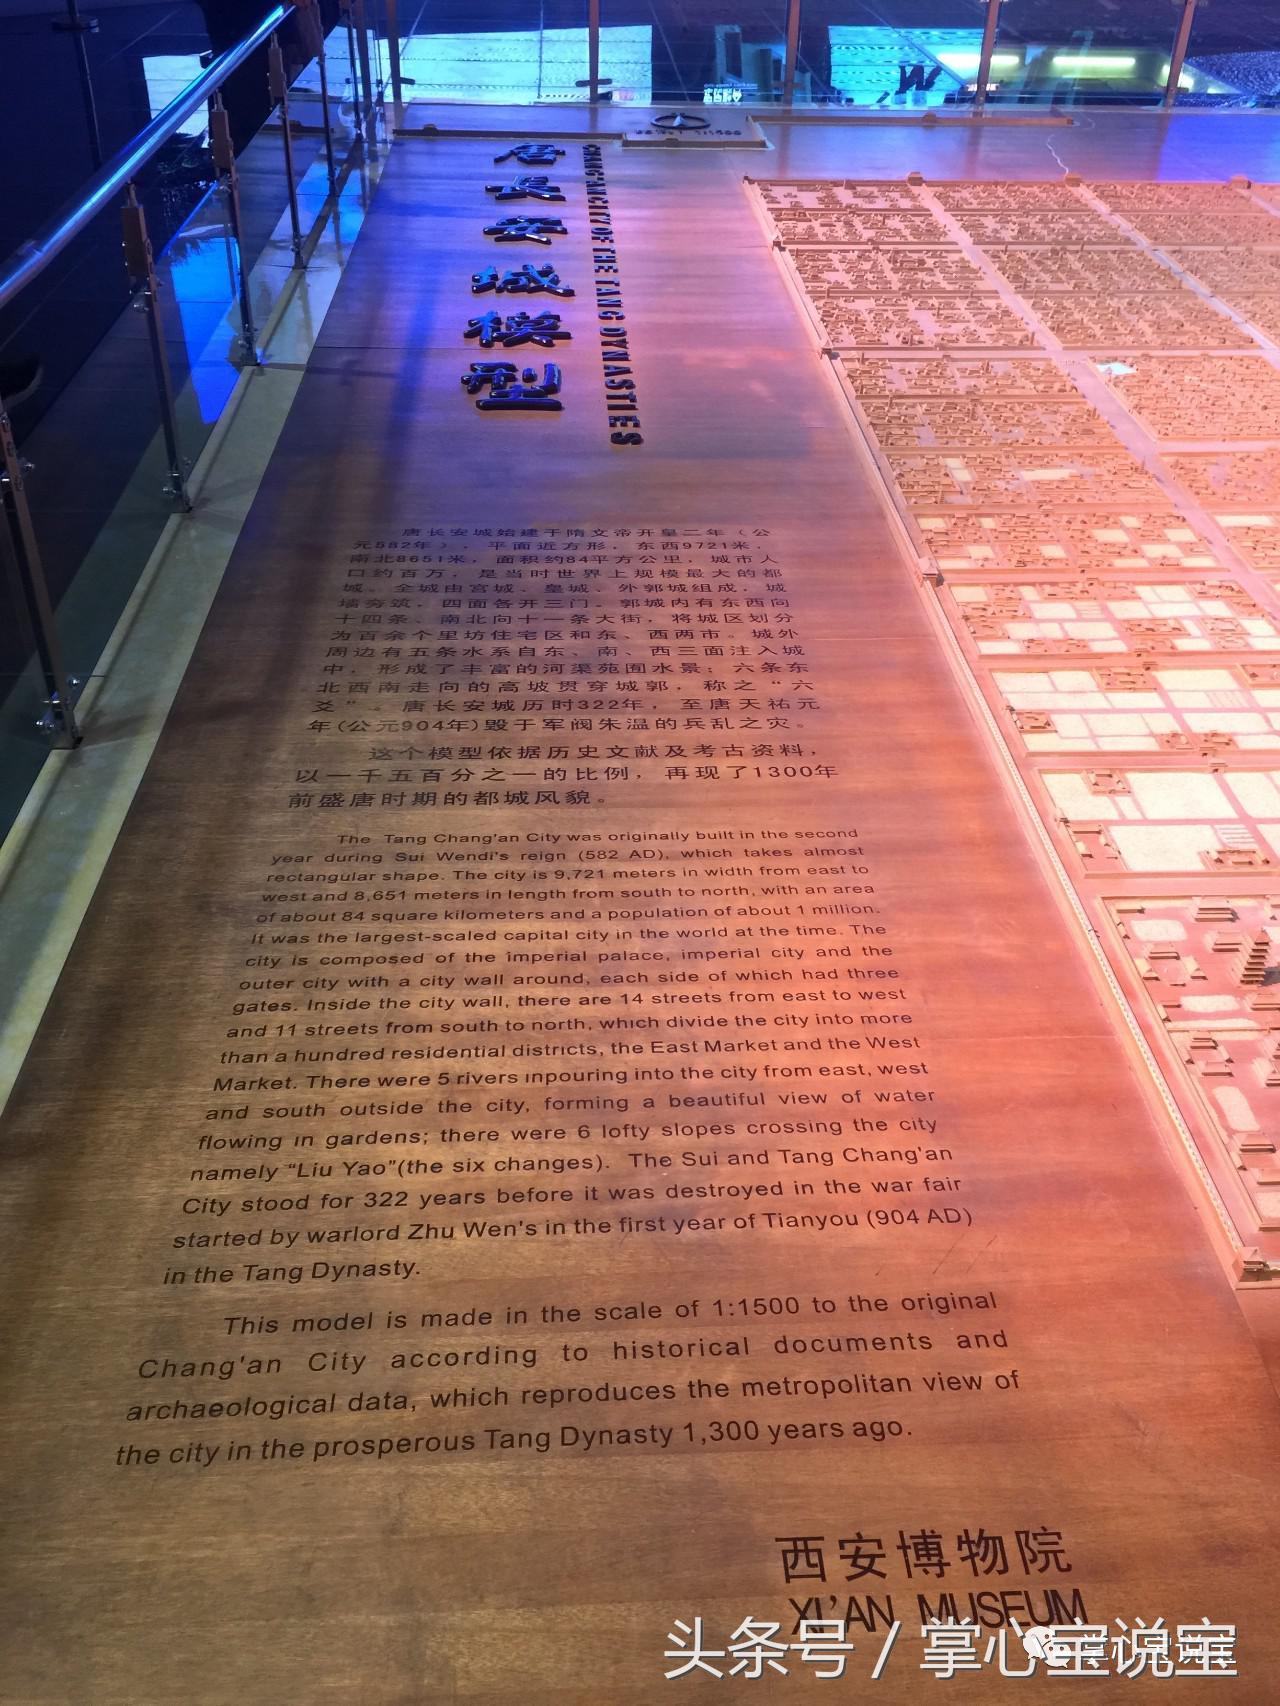 唐长安城模型
CHANG'AN CITY OF THE TANG DYNASTIES
唐长安城始建于隋文帝开皇二年（公
元582年），平面近方形，东西9721米，
南北8651米，面积约84平方公里，城市人
口约百万，是当时世界上规模最大的都
城。全城由宫城、皇城、外郭城组成，城
墙夯筑，四面各开三门。郭城内有东西向
十四条、南北向十一条大街，将城区划分
为百余个里坊住宅区和东、西两市。城外
周边有五条水系自东、南、西三面注入城
中，形成了丰富的河渠苑囿水景；六条东
北西南走向的高坡贯穿城郭，称之“六
爻”。唐长安城历时322年，至唐天祐元
年(公元904年)毁于军阀朱温的兵乱之灾。
这个模型依据历史文献及考古资料，
以一千五百分之一的比例，再现了1300年
前盛唐时期的都城风貌。
The Tang Chang'an City was originally built in the second
year during Sui Wendi's reign (582 AD), which takes almost
rectangular shape. The city is 9,721 meters in width from east to
west and 8,651 meters in length from south to north, with an area
of about 84 square kilometers and a population of about 1 million.
It was the largest-scaled capital city in the world at the time. The
city is composed of the imperial palace, imperial city and the
outer city with a city wall around, each side of which had three
gates. Inside the city wall, there are 14 streets from east to west
and 11 streets from south to north, which divide the city into more
than a hundred residential districts, the East Market and the West
Market. There were 5 rivers inpouring into the city from east, west
and south outside the city, forming a beautiful view of water
flowing in gardens; there were 6 lofty slopes crossing the city
namely “Liu Yao”(the six changes). The Sui and Tang Chang'an
City stood for 322 years before it was destroyed in the war fair
started by warlord Zhu Wen's in the first year of Tianyou (904 AD)
in the Tang Dynasty.
This model is made in the scale of 1:1500 to the original
Chang'an City according to historical documents and
archaeological data, which reproduces the metropolitan view of
the city in the prosperous Tang Dynasty 1,300 years ago.
西安博物院
XI'AN MUSEUM
头条号 / 掌心宝说宝
掌心宝说宝